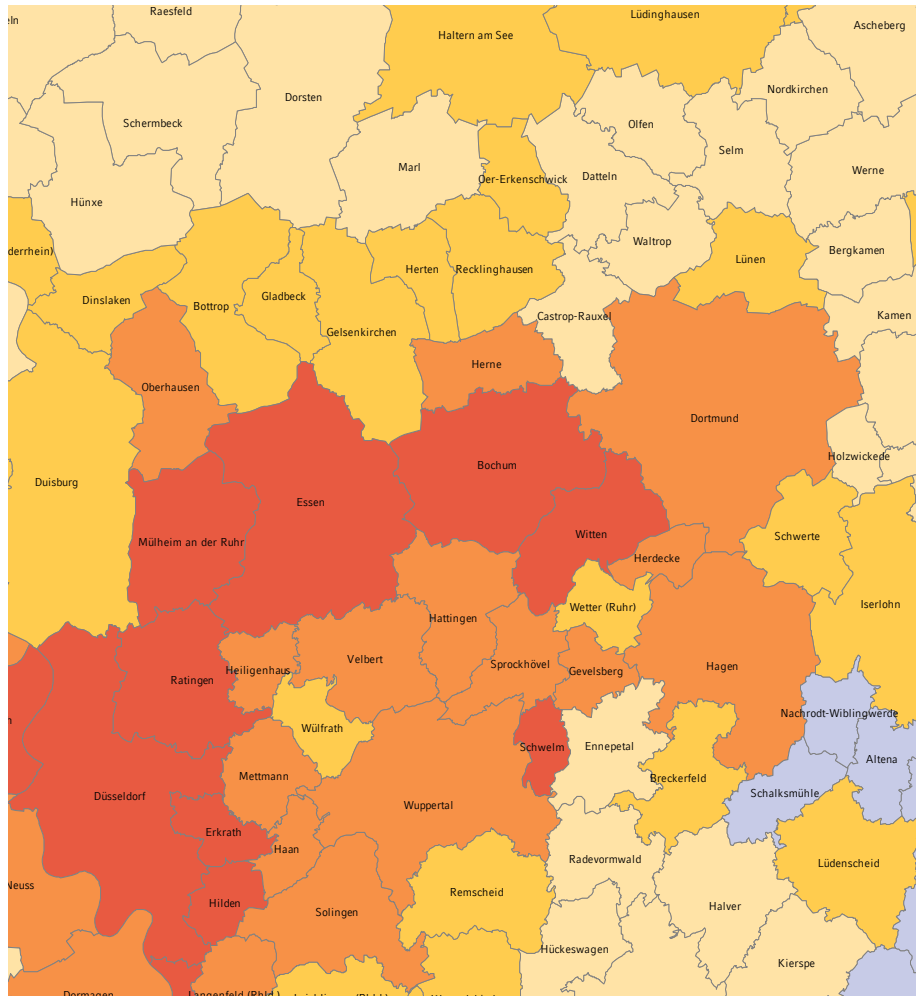 Raesfeld
Lüdinghausen
eln
Ascheberg
Haltern am See
Nordkirchen
Dorsten
Schermbeck
Olfen
Selm
Marl
Werne
Datteln
Oer-Erkenschwick
Hünxe
Waltrop
derrhein)
Bergkamen
Lünen
Herten
Recklinghausen
Gladbeck
Dinslaken
Bottrop
Castrop-Rauxel
Kamen
Gelsenkirchen
Herne
Oberhausen
Dortmund
Holzwickede
Bochum
Duisburg
Essen
Witten
Schwerte
Mülheim an der Ruhr
Herdecke
Iserlohn
Wetter (Ruhr)
Hattingen
Velbert
Sprockhövel
Hagen
Heiligenhaus
Gevelsberg
Ratingen
Nachrodt-Wiblingwerde
n
Wülfrath
Schwelm
Ennepetal
Altena
Mettmann
Breckerfeld
Schalksmühle
Düsseldorf
Wuppertal
Erkrath
Haan
Radevormwald
Lüdenscheid
Neuss
Remscheid
Hilden
Halver
Solingen
Hückeswagen
Kierspe
Dormagen
Langenfeld (Rhld.)